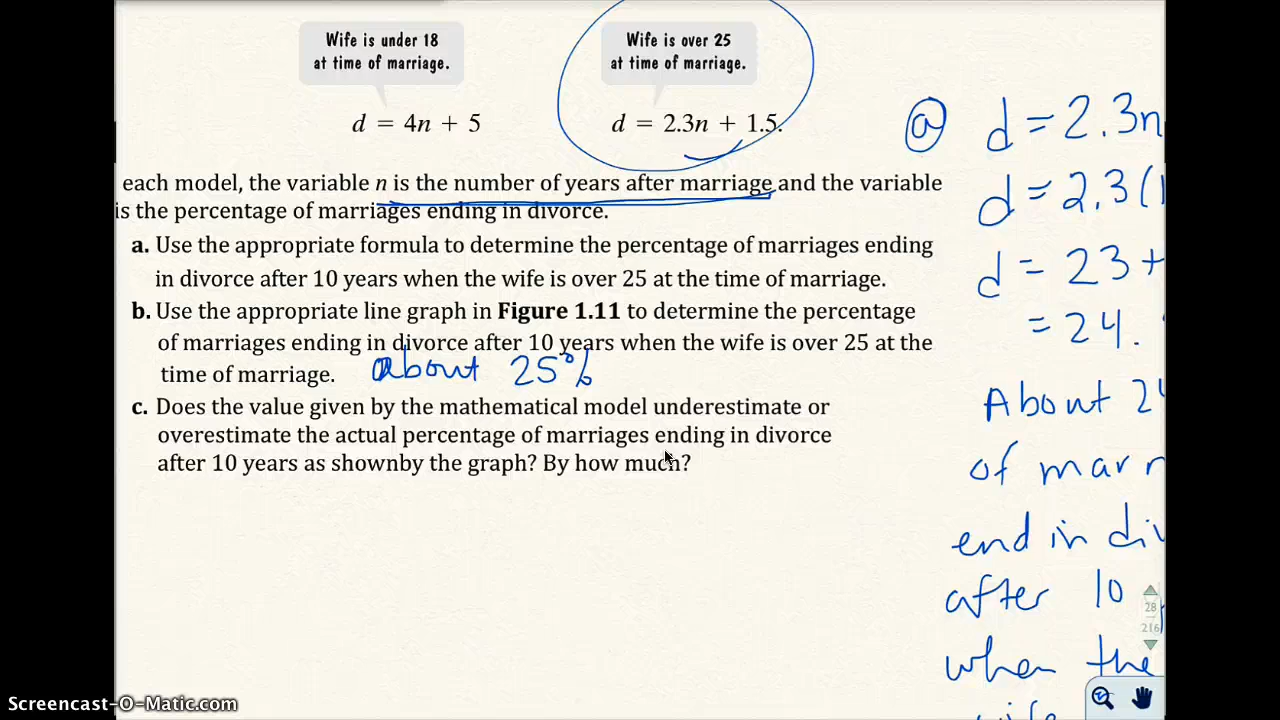 Wife is under 18
at time of marriage.
Wife is over 25
at time of marriage.
d = 4n + 5
d = 2.3n + 1.5.
each model, the variable n is the number of years after marriage and the variable
is the percentage of marriages ending in divorce.
a. Use the appropriate formula to determine the percentage of marriages ending
in divorce after 10 years when the wife is over 25 at the time of marriage.
b. Use the appropriate line graph in Figure 1.11 to determine the percentage
of marriages ending in divorce after 10 years when the wife is over 25 at the
time of marriage. about 25%
c. Does the value given by the mathematical model underestimate or
overestimate the actual percentage of marriages ending in divorce
after 10 years as shownby the graph? By how much?
a d = 2.3n
d = 2.3(1
d = 23+
= 24.
About 24
of marr
end in div
after 10
when the
wife
28
216
Screencast-O-Matic.com